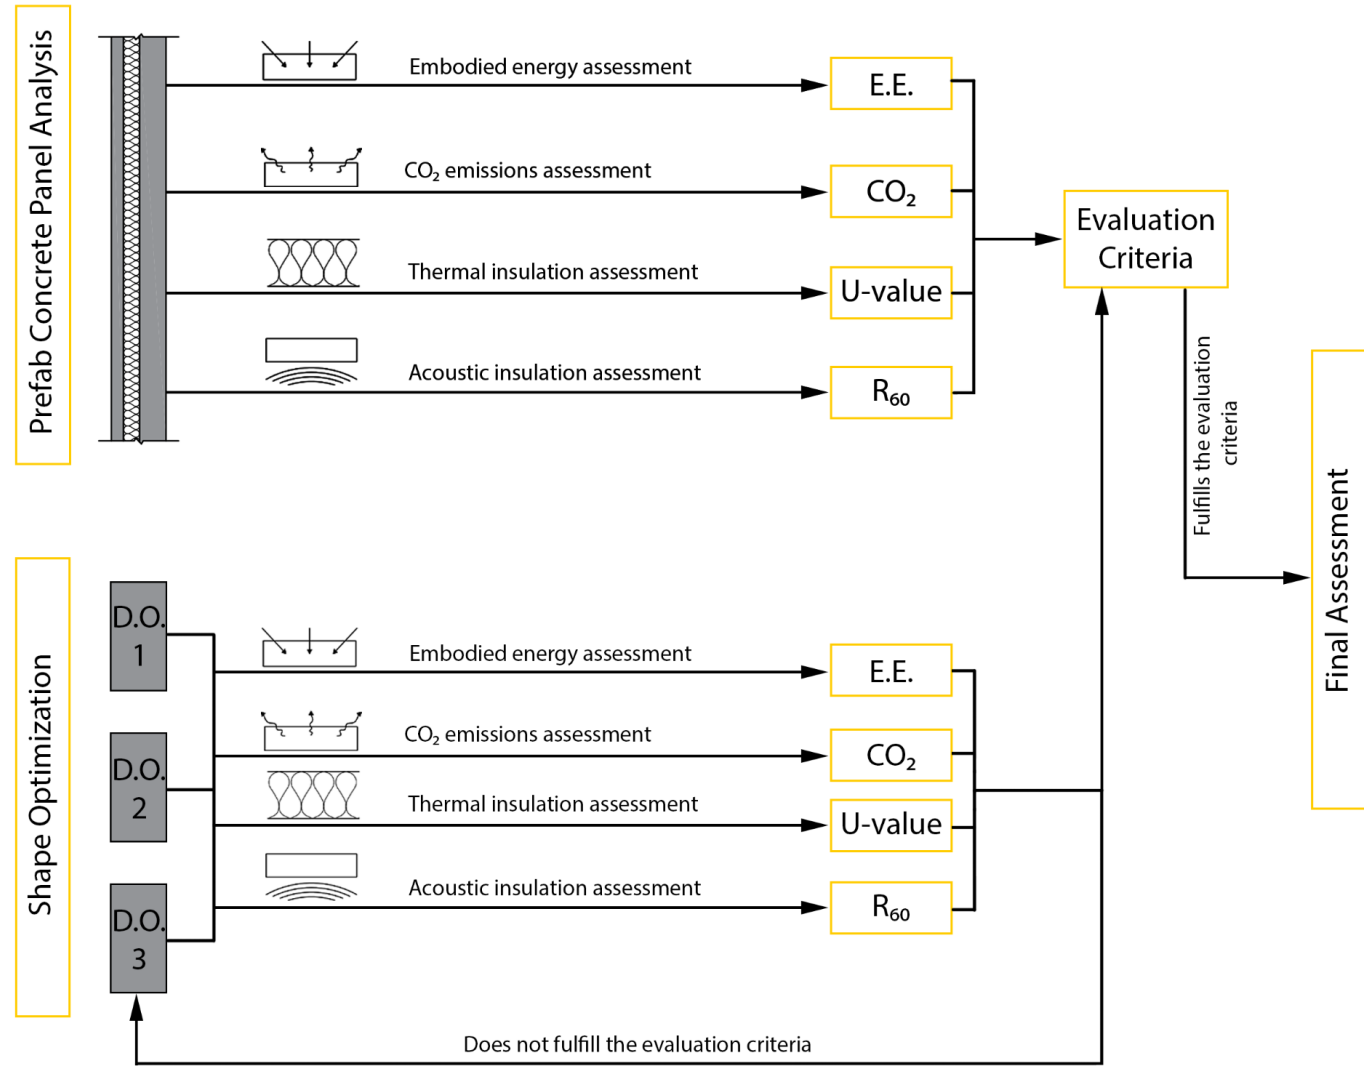 Prefab Concrete Panel Analysis
Embodied energy assessment
E.E.
CO₂ emissions assessment
CO₂
Thermal insulation assessment
U-value
Acoustic insulation assessment
R₆₀
Evaluation
Criteria
Fulfills the evaluation
criteria
Final Assessment
Shape Optimization
D.O.
1
D.O.
2
D.O.
3
Embodied energy assessment
E.E.
CO₂ emissions assessment
CO₂
Thermal insulation assessment
U-value
Acoustic insulation assessment
R₆₀
Does not fulfill the evaluation criteria